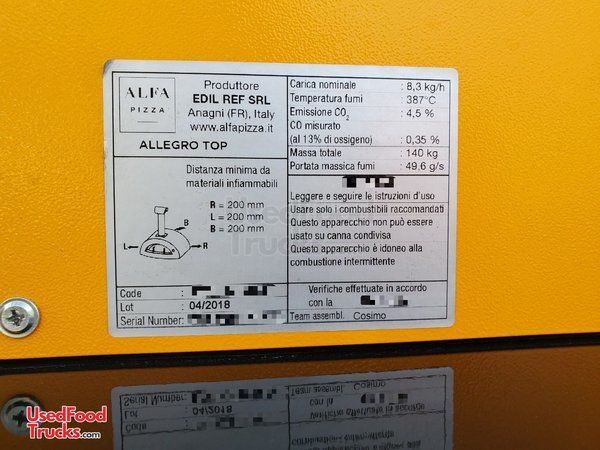 ALFA
PIZZA
Produttore
EDIL REF SRL
Anagni (FR), Italy
www.alfapizza.it
ALLEGRO TOP
Distanza minima da
materiali infiammabili
R = 200 mm
L = 200 mm
B = 200 mm
B
L
R
Code :
Lot : 04/2018
Serial Number:
Carica nominale : 8,3 kg/h
Temperatura fumi : 387°C
Emissione CO2 : 4,5 %
CO misurato
(al 13% di ossigeno) : 0,35 %
Massa totale : 140 kg
Portata massica fumi : 49,6 g/s
Leggere e seguire le istruzioni d'uso
Usare solo i combustibili raccomandati
Questo apparecchio non può essere
usato su canna condivisa
Questo apparecchio è idoneo alla
combustione intermittente
Verifiche effettuate in accordo
con la :
Team assembl. : Cosimo
UsedFood
Trucks.com